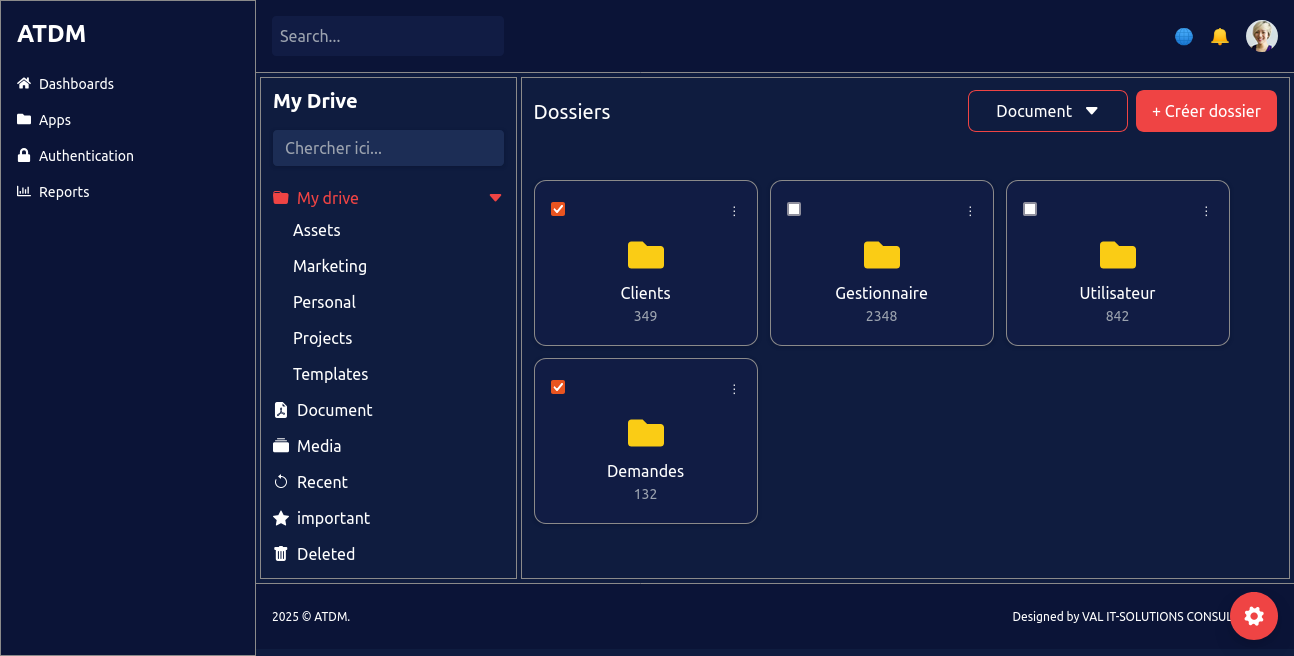 ATDM
Dashboards
Apps
Authentication
Reports
Search...
My Drive
Chercher ici...
My drive
Assets
Marketing
Personal
Projects
Templates
Document
Media
Recent
important
Deleted
Dossiers
Document
+ Créer dossier
Clients
349
Gestionnaire
2348
Utilisateur
842
Demandes
132
2025 © ATDM.
Designed by VAL IT-SOLUTIONS